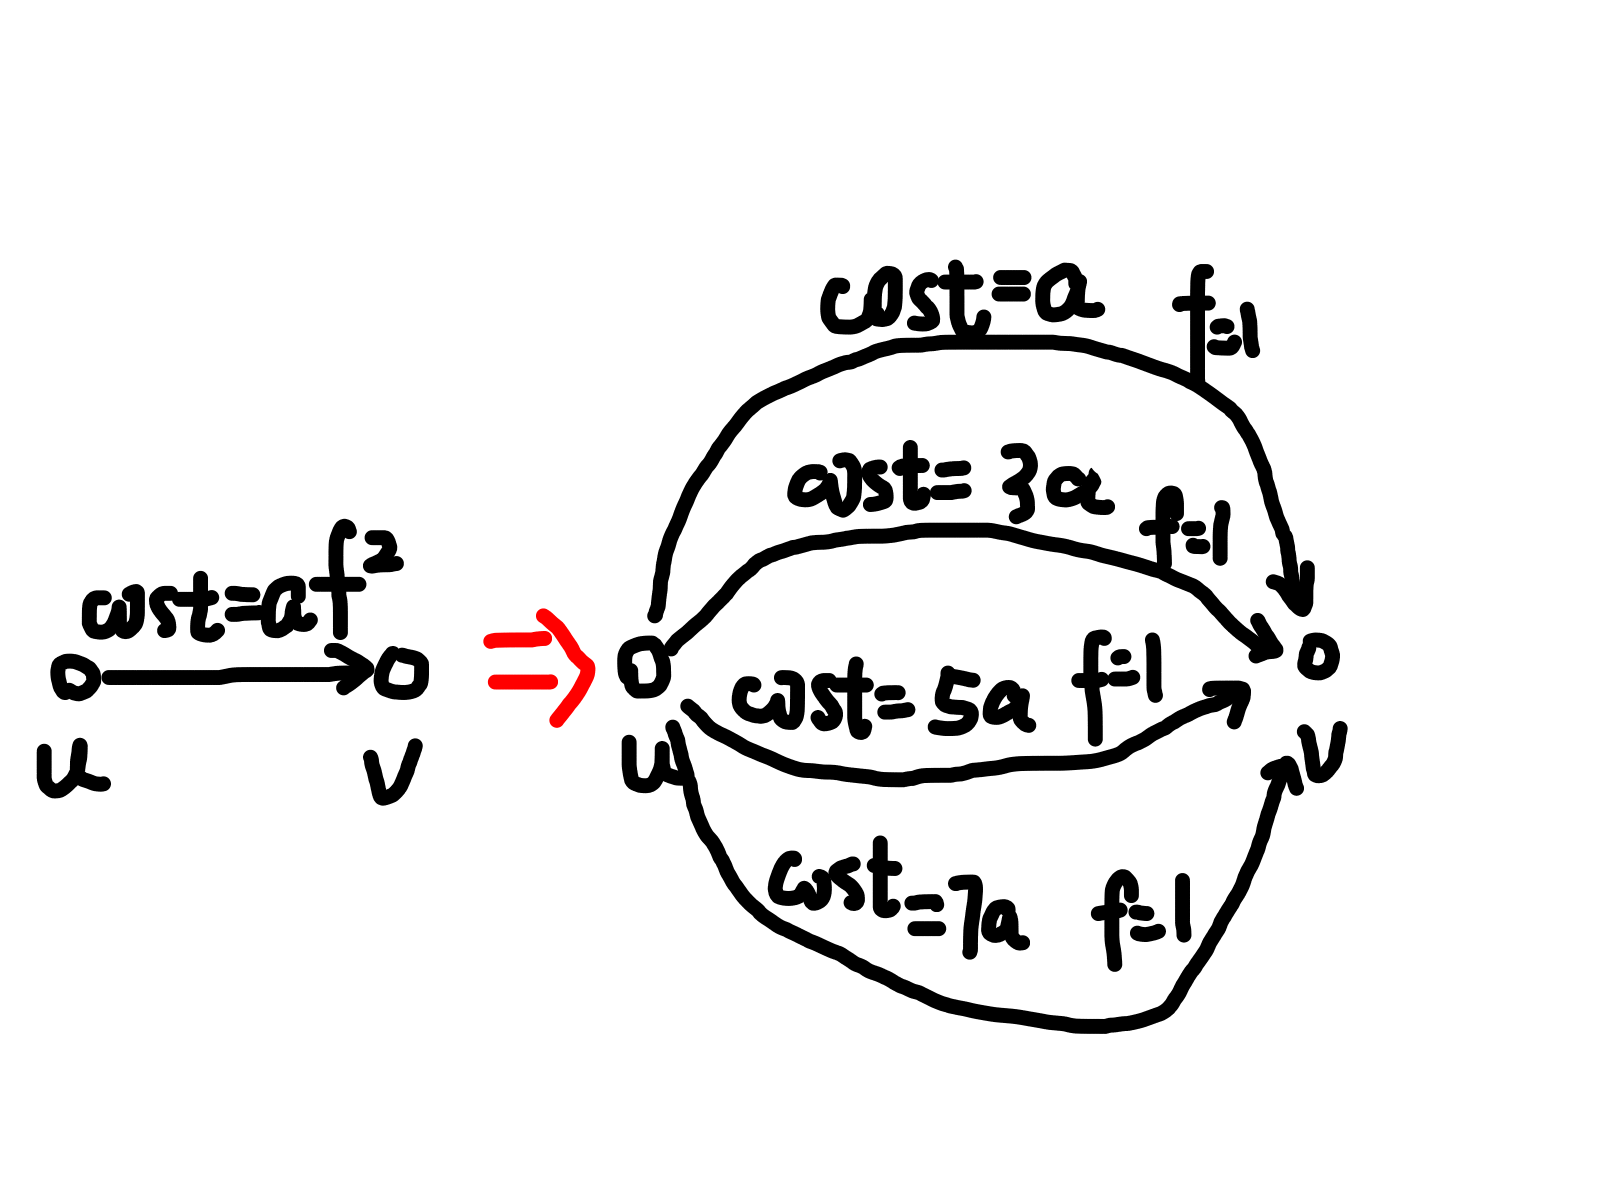 cost=af²
u
v
cost=a f=1
cost=3a f=1
cost=5a f=1
cost=7a f=1
u
v